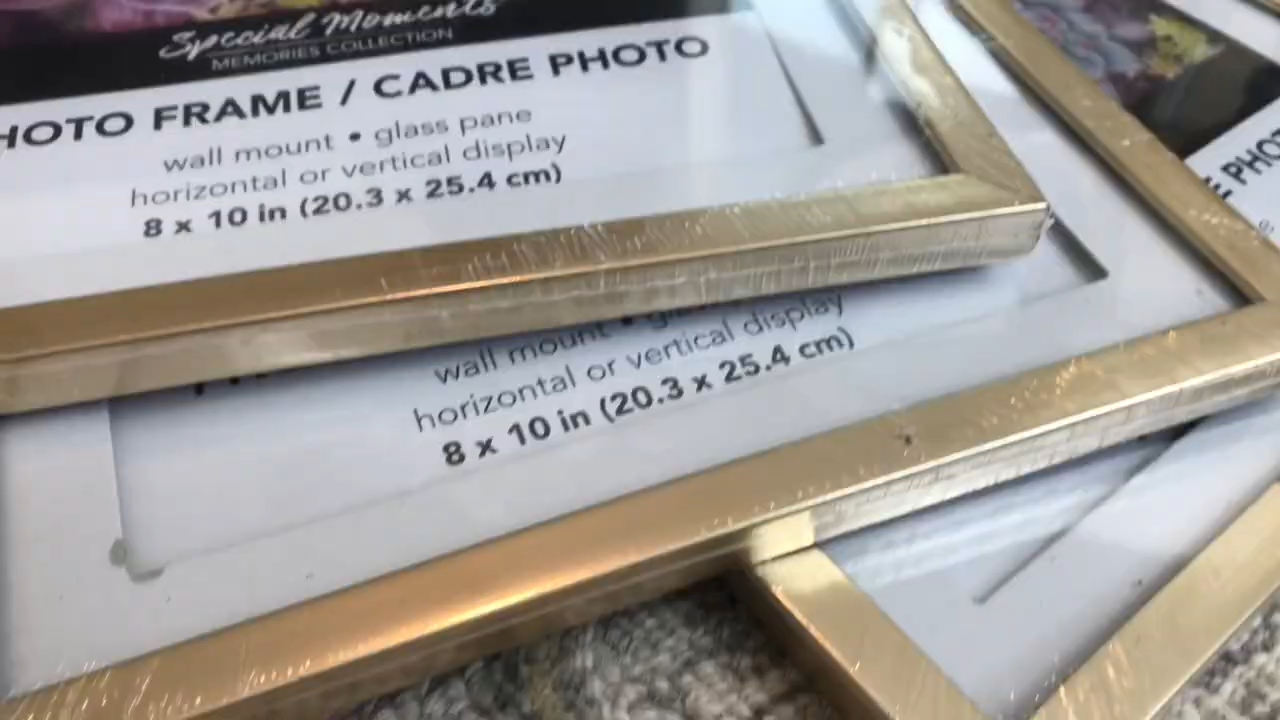 Special Moments
MEMORIES COLLECTION
HOTO FRAME / CADRE PHOTO
wall mount • glass pane
horizontal or vertical display
8 x 10 in (20.3 x 25.4 cm)
wall mount •
horizontal or vertical display
8 x 10 in (20.3 x 25.4 cm)
E PHOT